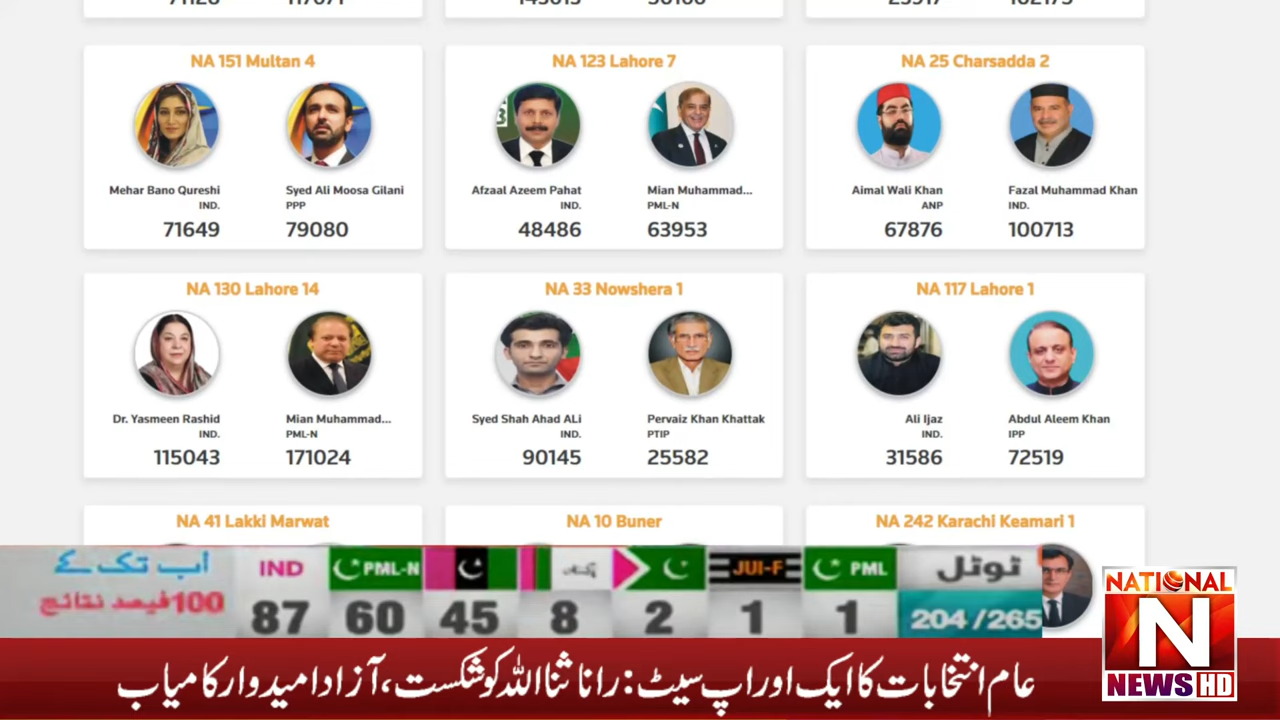 NA 151 Multan 4
Mehar Bano Qureshi
IND.
71649
Syed Ali Moosa Gilani
PPP
79080
NA 123 Lahore 7
Afzaal Azeem Pahat
IND.
48486
Mian Muhammad...
PML-N
63953
NA 25 Charsadda 2
Aimal Wali Khan
ANP
67876
Fazal Muhammad Khan
IND.
100713
NA 130 Lahore 14
Dr. Yasmeen Rashid
IND.
115043
Mian Muhammad...
PML-N
171024
NA 33 Nowshera 1
Syed Shah Ahad ALi
IND.
90145
Pervaiz Khan Khattak
PTIP
25582
NA 117 Lahore 1
Ali Ijaz
IND.
31586
Abdul Aleem Khan
IPP
72519
NA 41 Lakki Marwat
NA 10 Buner
NA 242 Karachi Keamari 1
اب تک کے
100فیصد نتائج
IND
87
PML-N
60
45
8
2
JUI-F
1
PML
1
ٹوٹل
204/265
عام انتخابات کا ایک اور اپ سیٹ: رانا ثنااللہ کو شکست، آزاد امیدوار کامیاب
NATIONAL
N
NEWS HD